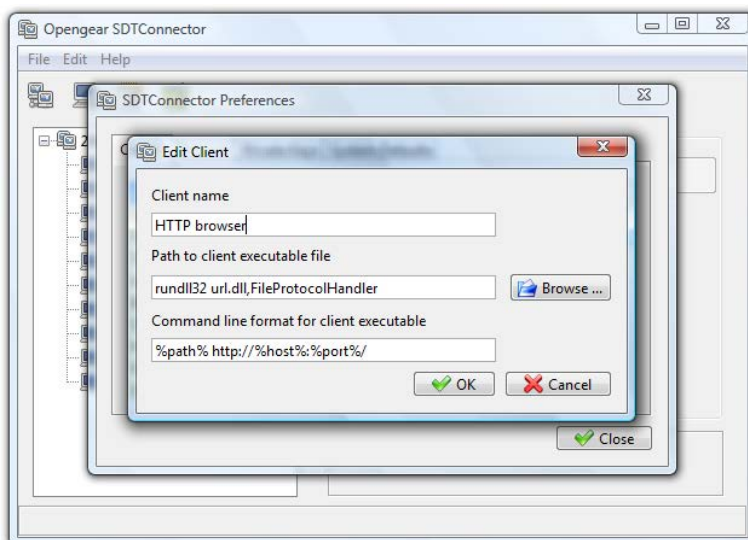 Opengear SDTConnector
File Edit Help
SDTConnector Preferences
2
Edit Client
Client name
HTTP browser
Path to client executable file
rundll32 url.dll,FileProtocolHandler
Browse ...
Command line format for client executable
%path% http://%host%:%port%/
OK
Cancel
Close